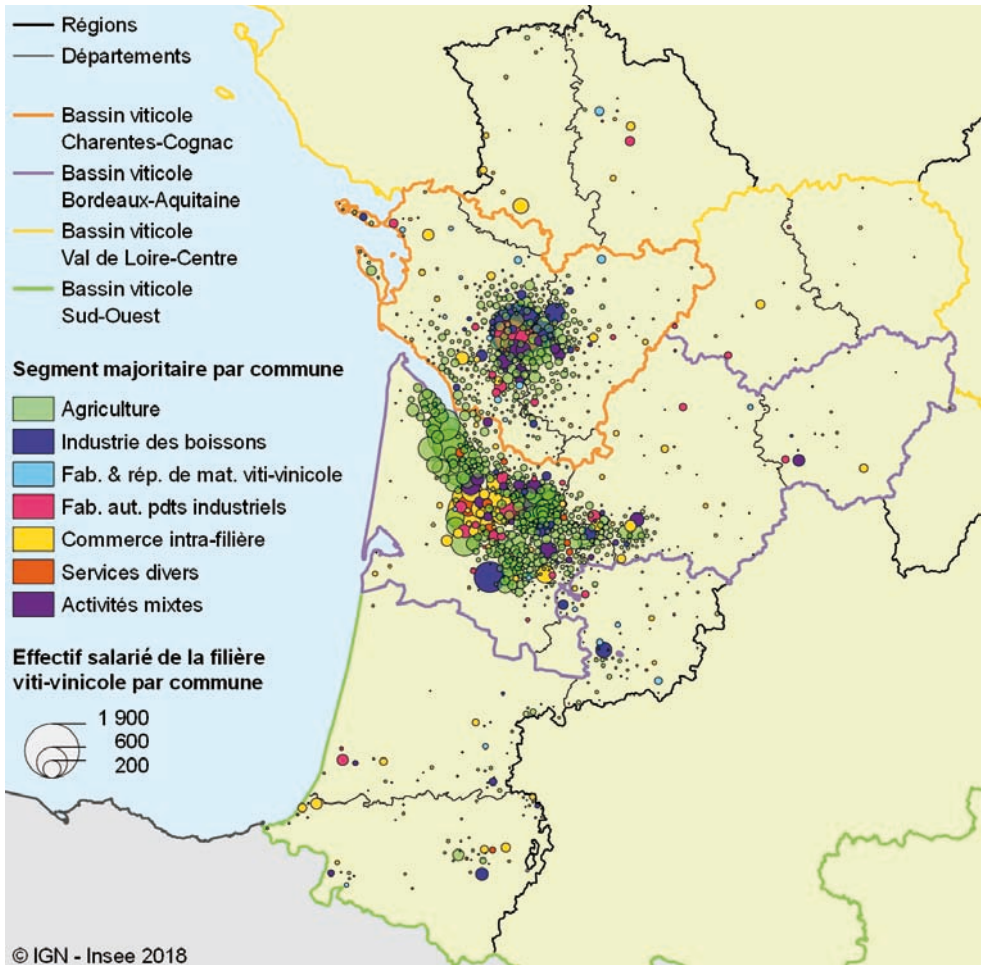 Régions
Départements
Bassin viticole
Charentes-Cognac
Bassin viticole
Bordeaux-Aquitaine
Bassin viticole
Val de Loire-Centre
Bassin viticole
Sud-Ouest
Segment majoritaire par commune
Agriculture
Industrie des boissons
Fab. & rép. de mat. viti-vinicole
Fab. aut. pdts industriels
Commerce intra-filière
Services divers
Activités mixtes
Effectif salarié de la filière
viti-vinicole par commune
1 900
600
200
© IGN - Insee 2018